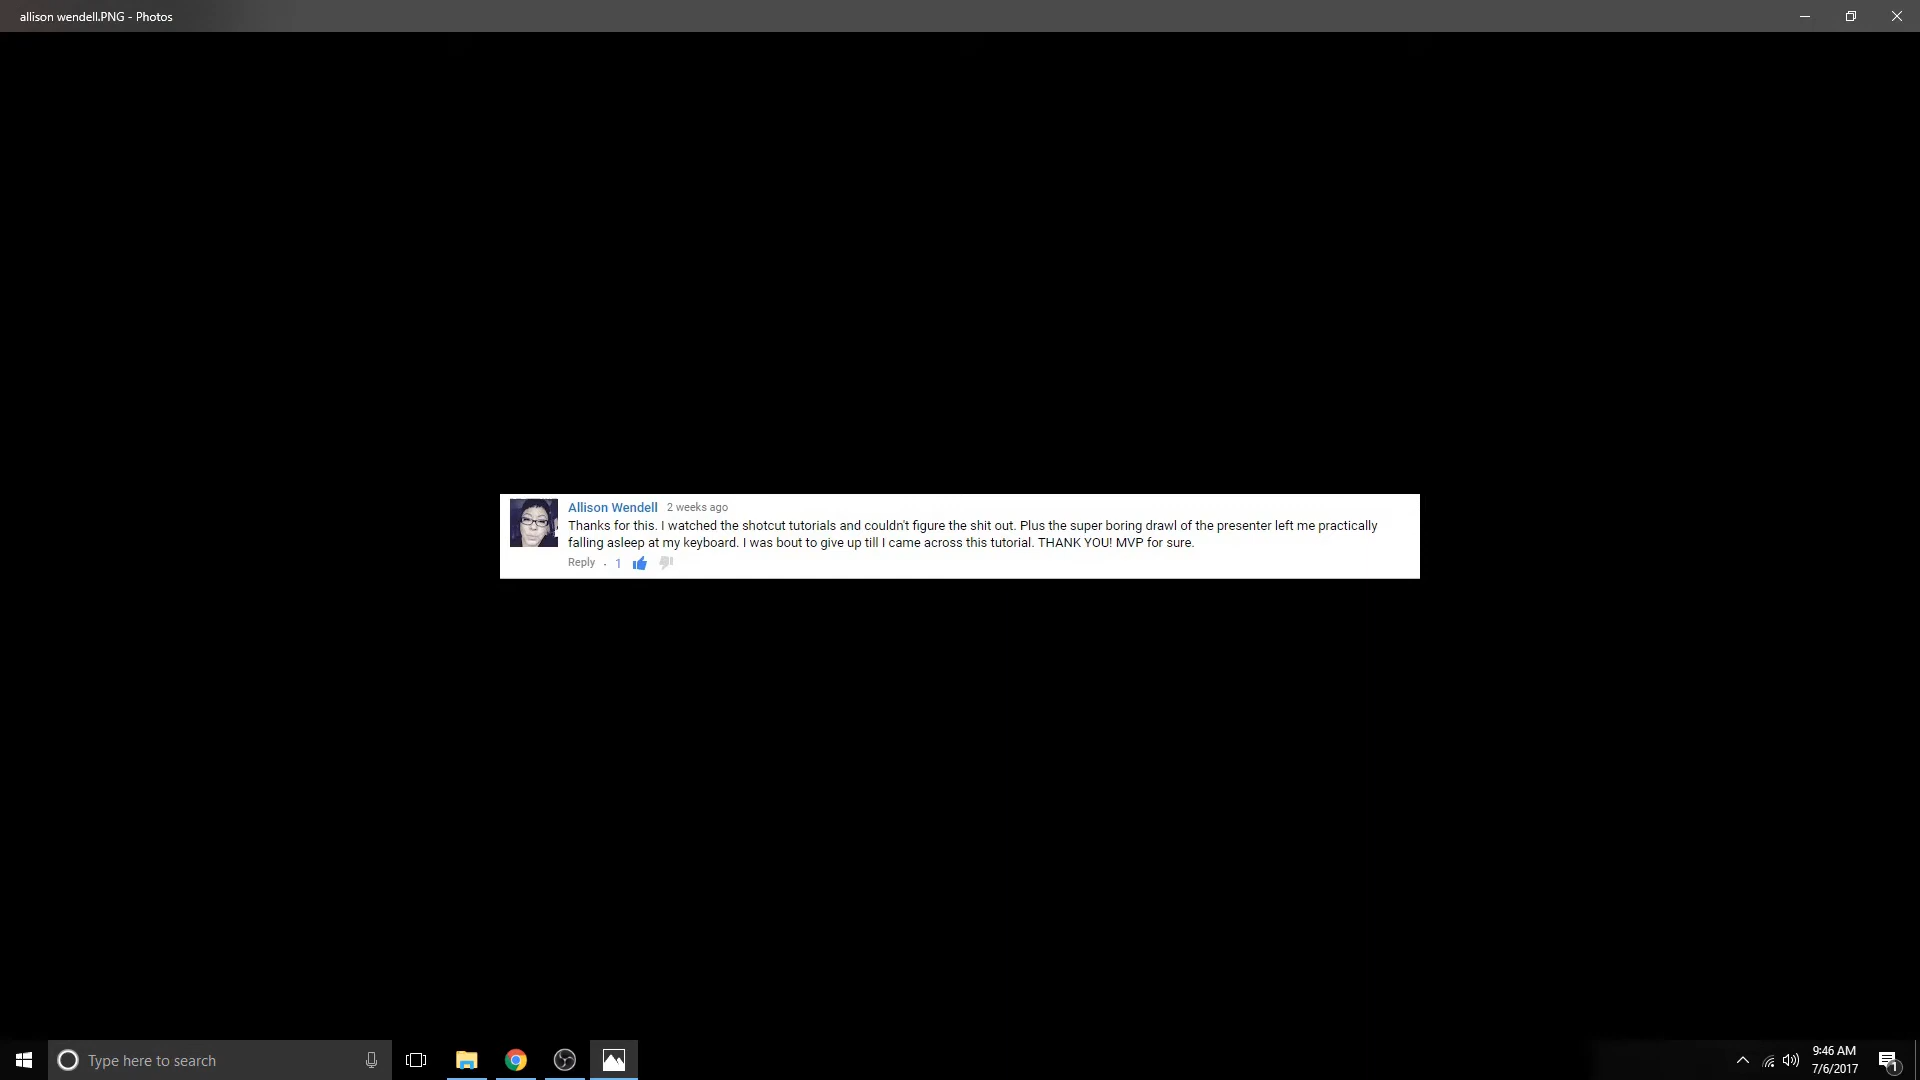 allison wendell.PNG - Photos
Allison Wendell 2 weeks ago
Thanks for this. I watched the shotcut tutorials and couldn't figure the shit out. Plus the super boring drawl of the presenter left me practically
falling asleep at my keyboard. I was bout to give up till I came across this tutorial. THANK YOU! MVP for sure.
Reply . 1
Type here to search
9:46 AM
7/6/2017
1